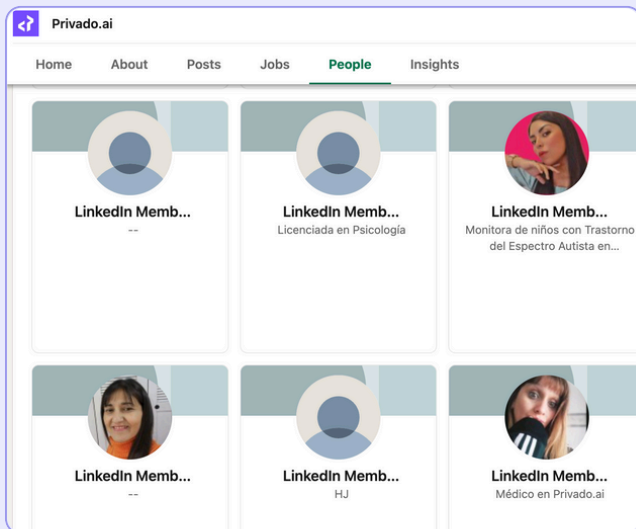 Privado.ai
Home About Posts Jobs People Insights
LinkedIn Memb...
--
LinkedIn Memb...
Licenciada en Psicología
LinkedIn Memb...
Monitora de niños con Trastorno
del Espectro Autista en...
LinkedIn Memb...
--
LinkedIn Memb...
HJ
LinkedIn Memb...
Médico en Privado.ai